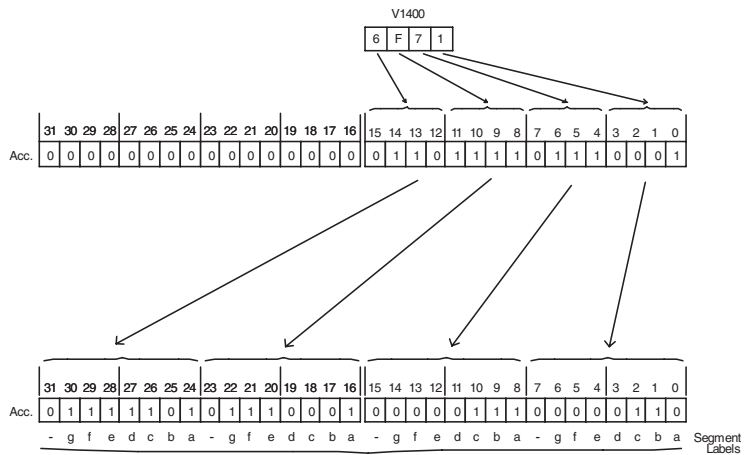 V1400
6 F 7 1
31 30 29 28 27 26 25 24 23 22 21 20 19 18 17 16 15 14 13 12 11 10 9 8 7 6 5 4 3 2 1 0
Acc. 0 0 0 0 0 0 0 0 0 0 0 0 0 0 0 0 0 1 1 0 1 1 1 1 0 1 1 1 0 0 0 1
31 30 29 28 27 26 25 24 23 22 21 20 19 18 17 16 15 14 13 12 11 10 9 8 7 6 5 4 3 2 1 0
Acc. 0 1 1 1 1 1 0 1 0 1 1 1 0 0 0 1 0 0 0 0 0 1 1 1 0 0 0 0 0 1 1 0
- g f e d c b a - g f e d c b a - g f e d c b a - g f e d c b a Segment
Labels